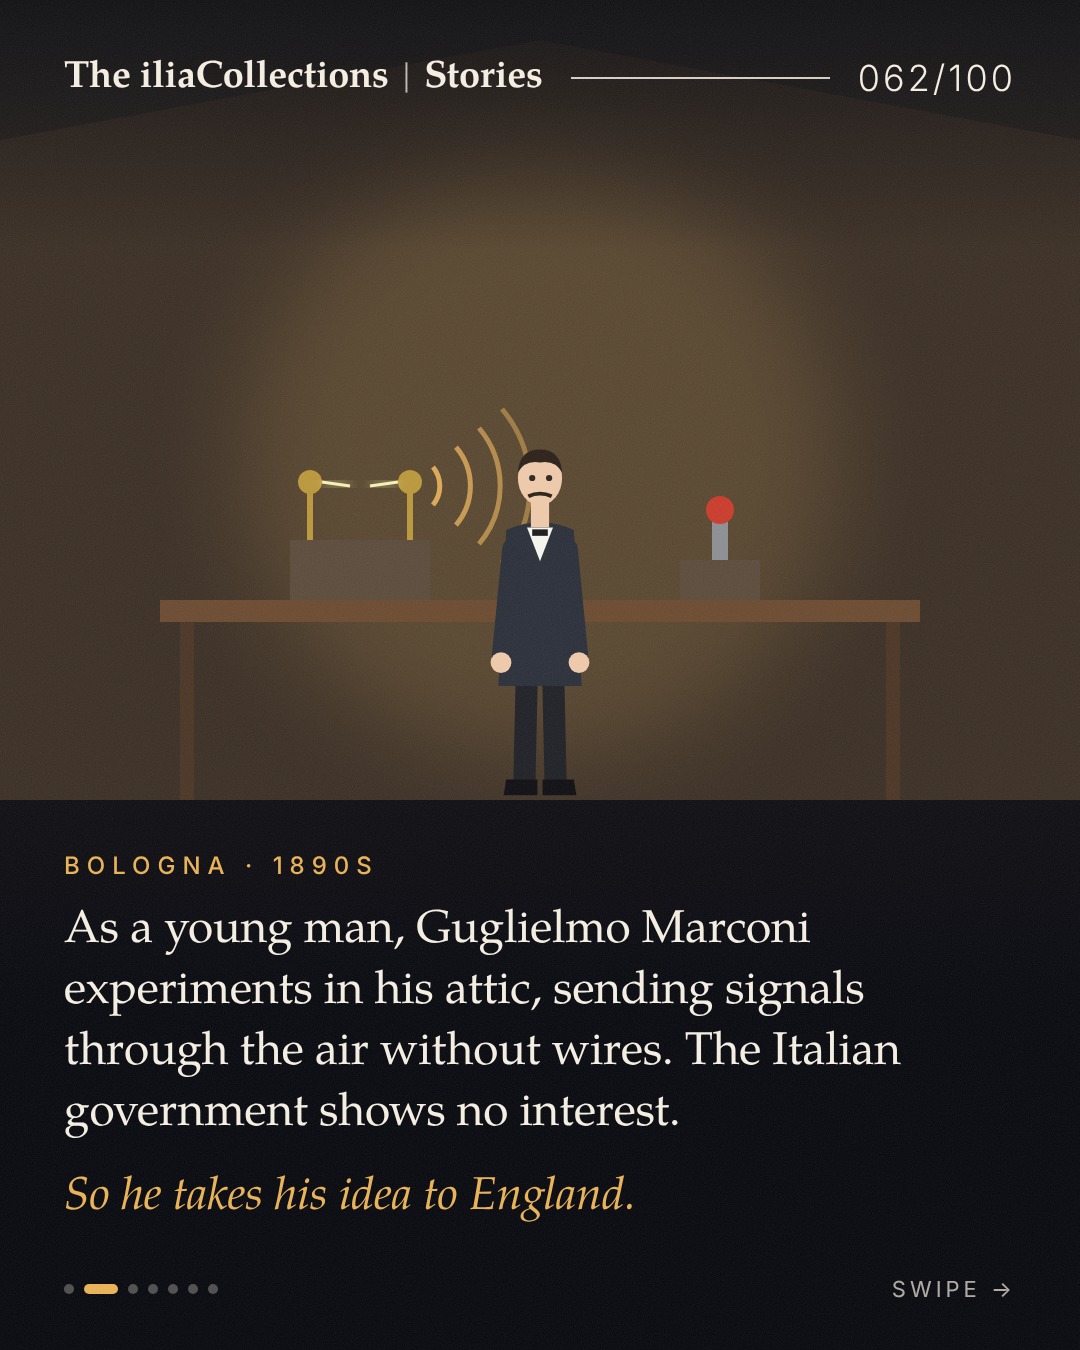 The iliaCollections | Stories 062/100
BOLOGNA · 1890S
As a young man, Guglielmo Marconi
experiments in his attic, sending signals
through the air without wires. The Italian
government shows no interest.
So he takes his idea to England.
SWIPE →